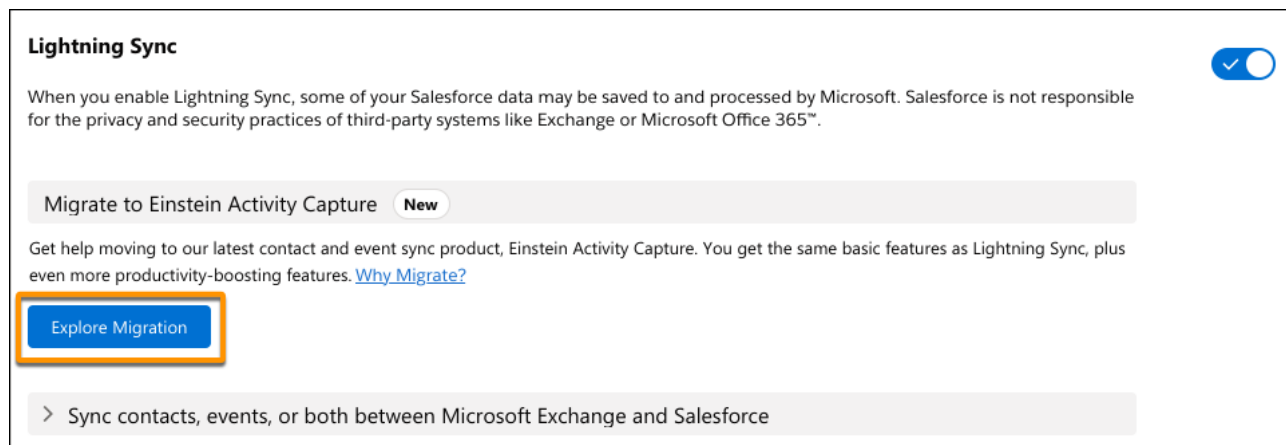 Lightning Sync
When you enable Lightning Sync, some of your Salesforce data may be saved to and processed by Microsoft. Salesforce is not responsible
for the privacy and security practices of third-party systems like Exchange or Microsoft Office 365™.
Migrate to Einstein Activity Capture New
Get help moving to our latest contact and event sync product, Einstein Activity Capture. You get the same basic features as Lightning Sync, plus
even more productivity-boosting features. Why Migrate?
Explore Migration
Sync contacts, events, or both between Microsoft Exchange and Salesforce